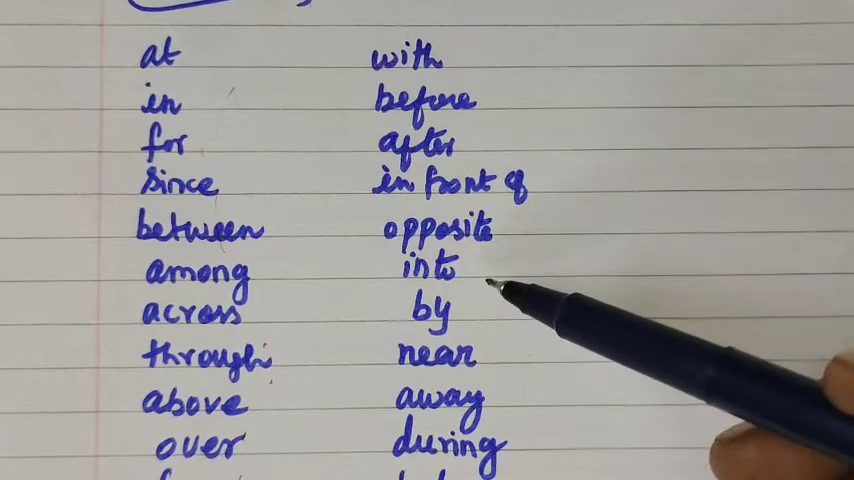 at with
in before
for after
since in front of
between opposite
among into
across by
through near
above away
over during